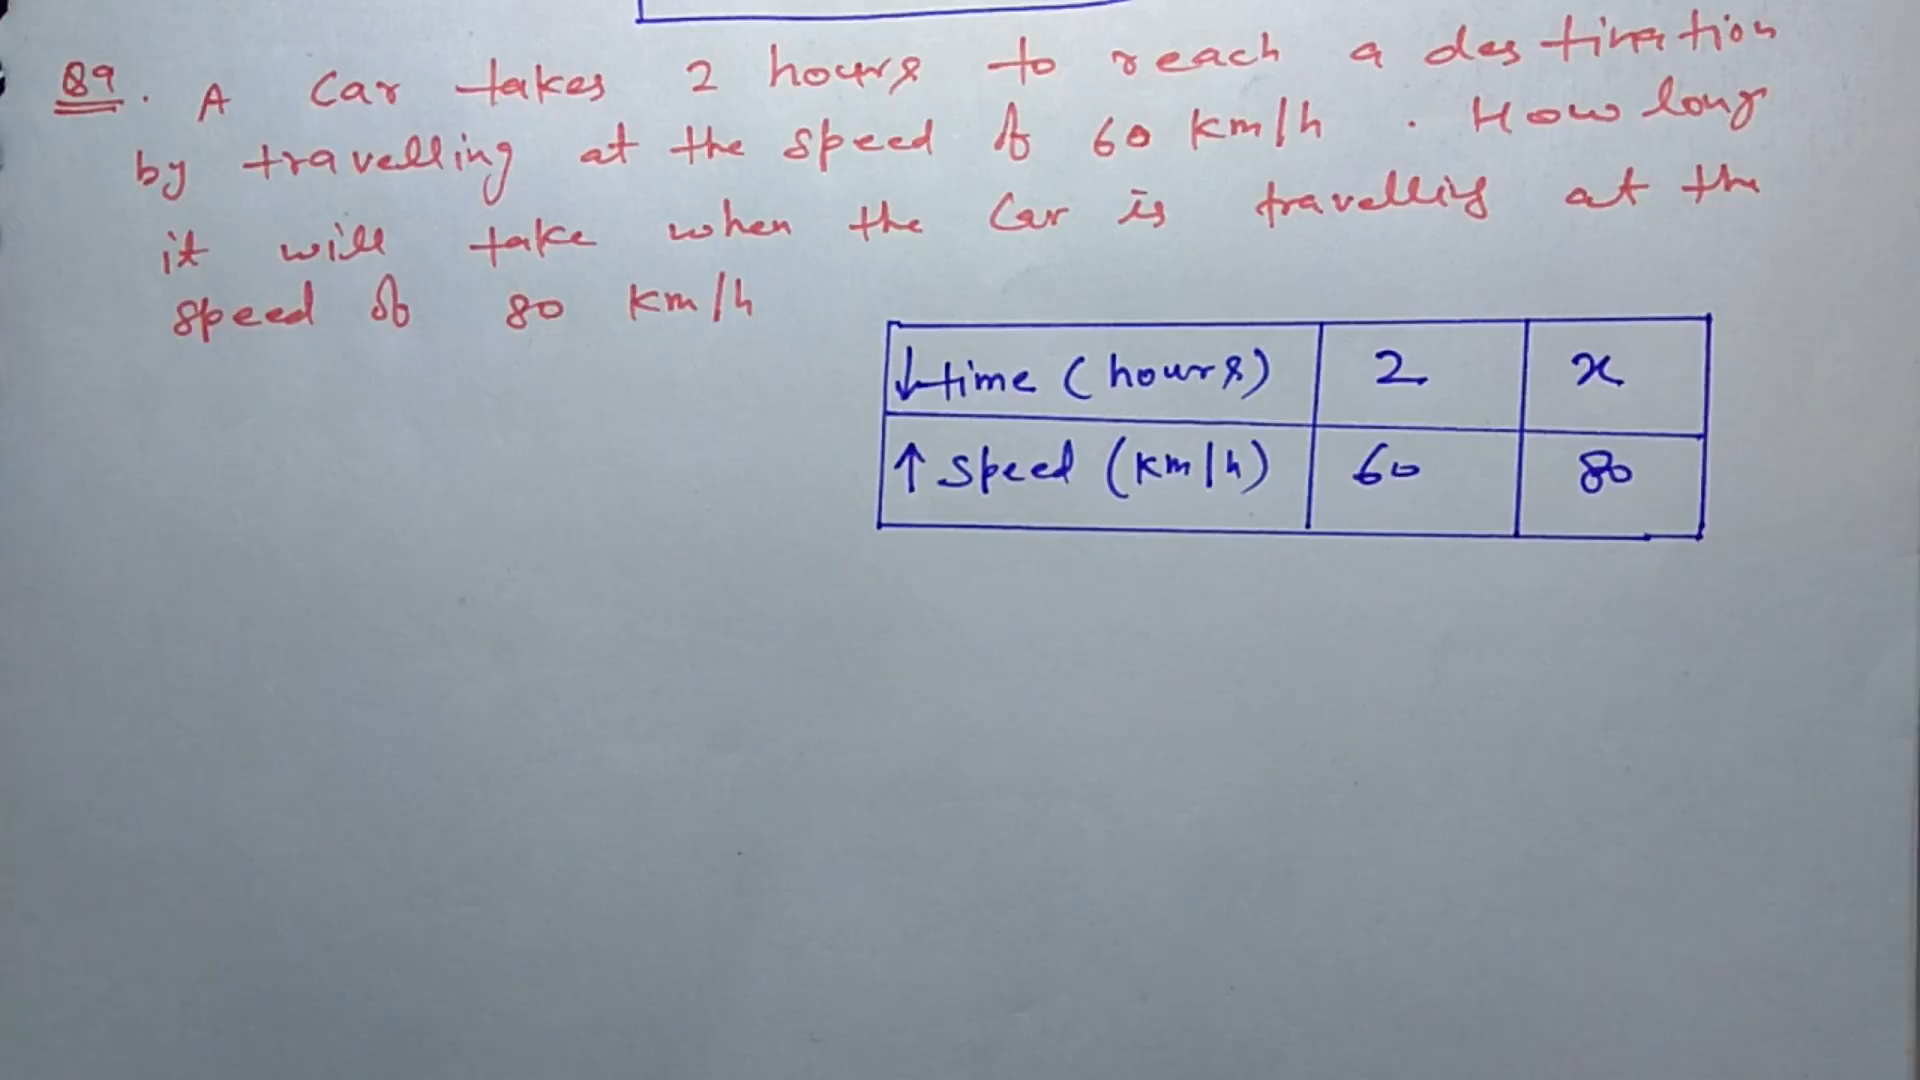 Q9. A Car takes 2 hours to reach a destination
by travelling at the speed of 60 km/h. How long
it will take when the Car is travelling at the
speed of 80 km/h
↓ time (hours) 2 x
↑ speed (km/h) 60 80